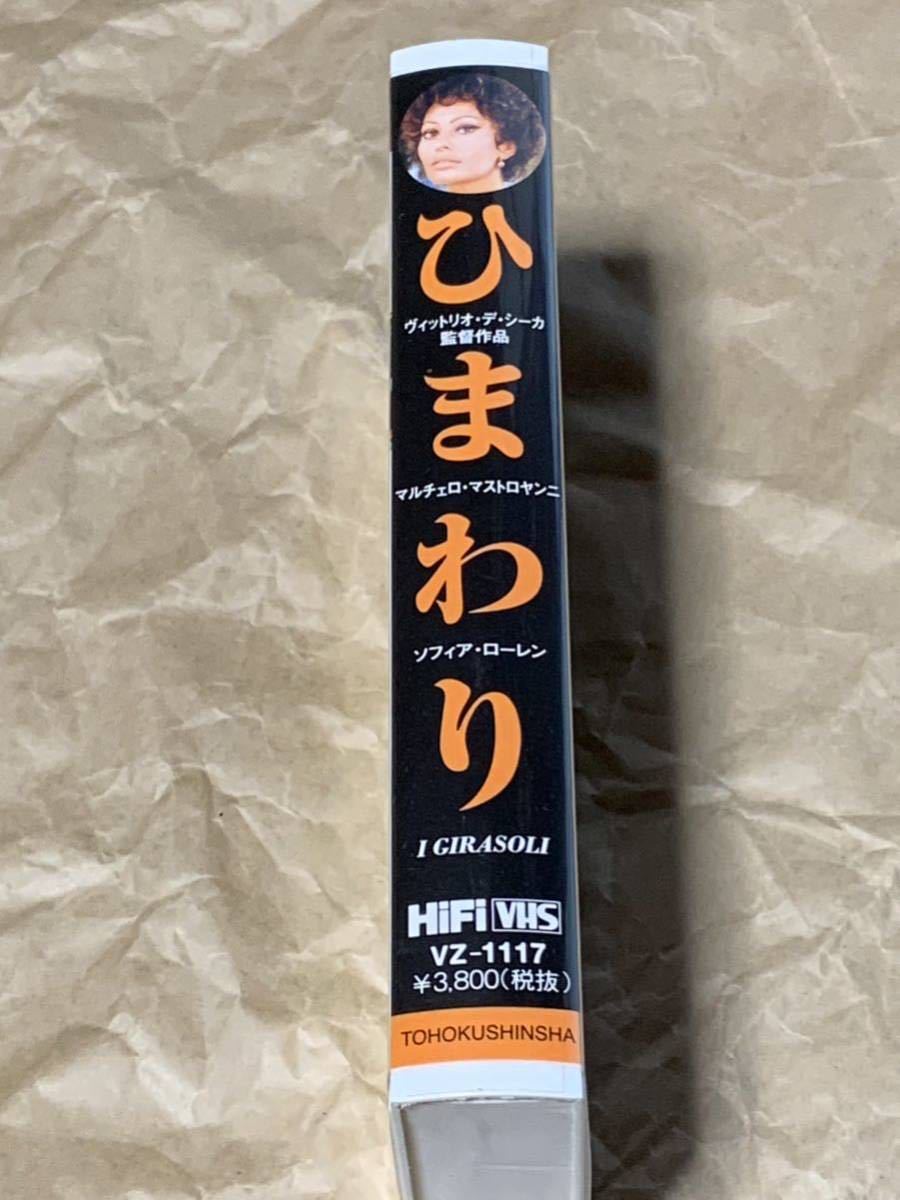 ひ
ヴィットリオ・デ・シーカ
監督作品
ま
マルチェロ・マストロヤンニ
わ
ソフィア・ローレン
り
I GIRASOLI
HiFi VHS
VZ-1117
¥3,800(税抜)
TOHOKUSHINSHA